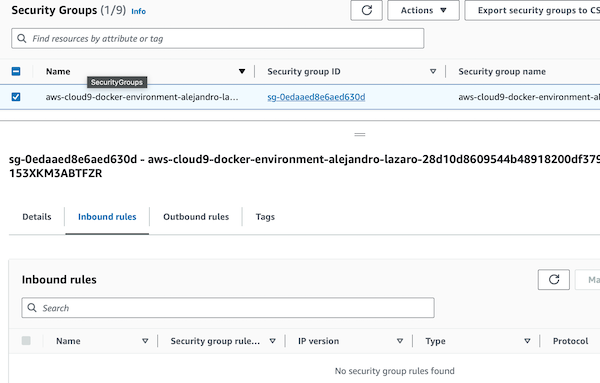 Security Groups (1/9) Info Actions Export security groups to CS
Find resources by attribute or tag
Name Security group ID Security group name
SecurityGroups
aws-cloud9-docker-environment-alejandro-la... sg-0edaaed8e6aed630d aws-cloud9-docker-environment-al
sg-0edaaed8e6aed630d - aws-cloud9-docker-environment-alejandro-lazaro-28d10d8609544b48918200df379
153XKM3ABTFZR
Details Inbound rules Outbound rules Tags
Inbound rules Ma
Search
Name Security group rule... IP version Type Protocol
No security group rules found